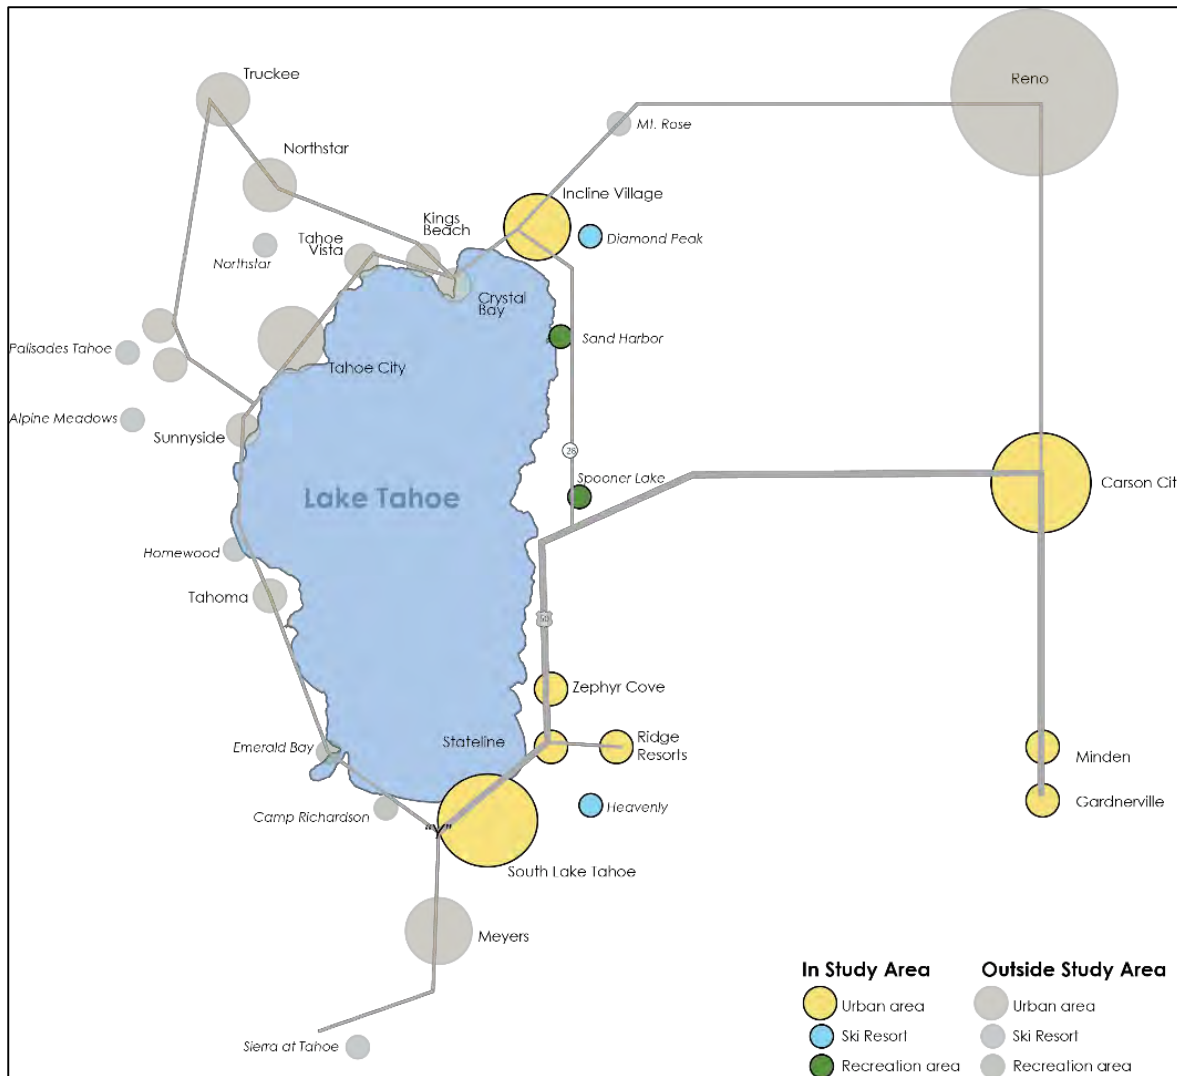 Truckee
Reno
Mt. Rose
Northstar
Incline Village
Kings
Beach
Tahoe
Vista
Diamond Peak
Northstar
Crystal
Bay
Sand Harbor
Palisades Tahoe
Tahoe City
Alpine Meadows
Sunnyside
28
Spooner Lake
Carson Cit
Lake Tahoe
Homewood
Tahoma
50
Zephyr Cove
Emerald Bay
Stateline
Ridge
Resorts
Minden
Gardnerville
Heavenly
Camp Richardson
"Y"
South Lake Tahoe
Meyers
Sierra at Tahoe
In Study Area
Urban area
Ski Resort
Recreation area
Outside Study Area
Urban area
Ski Resort
Recreation area